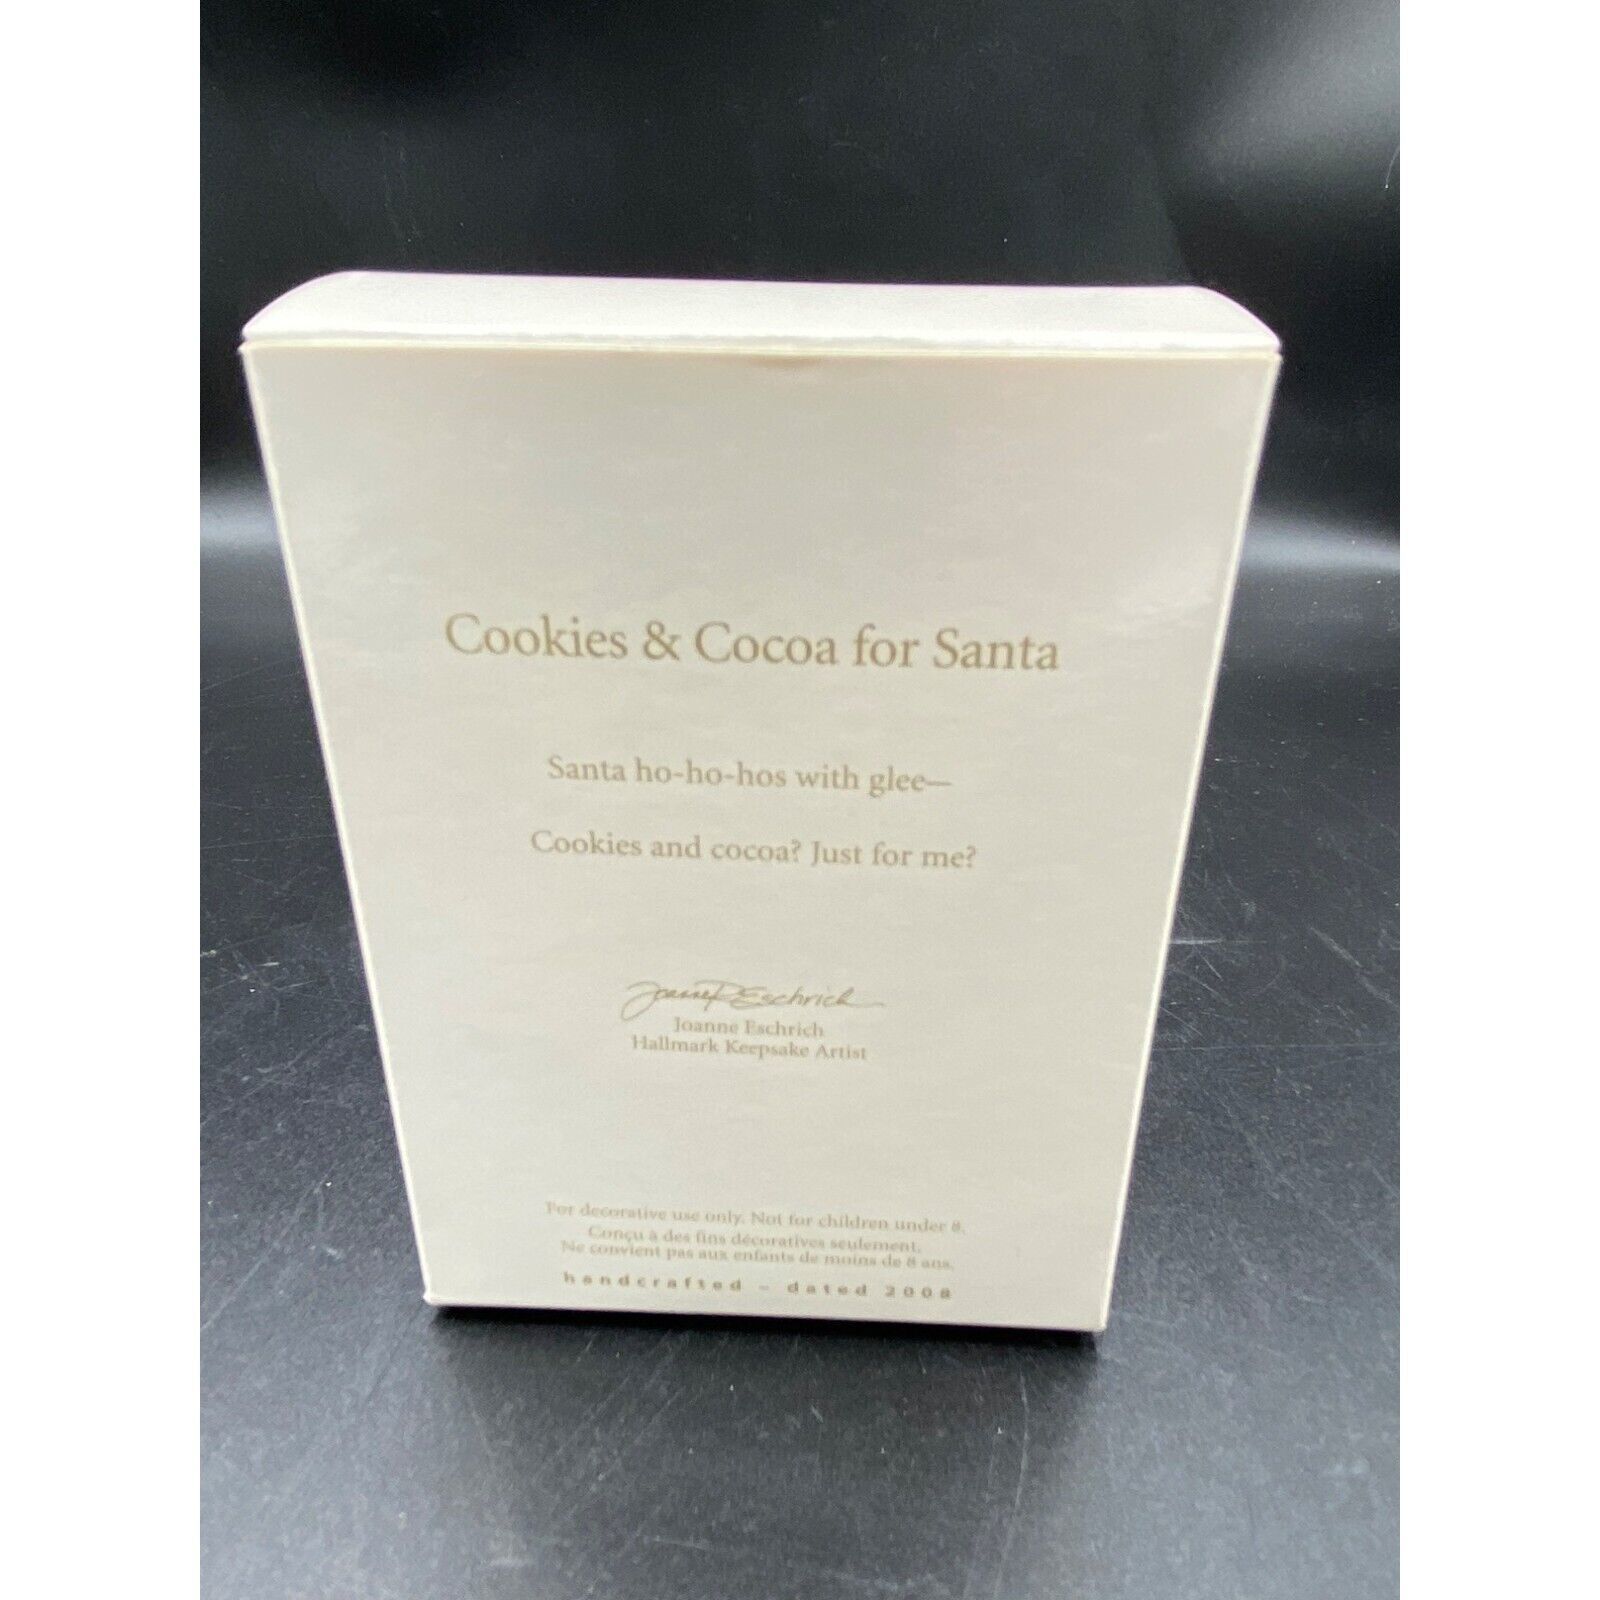 Cookies & Cocoa for Santa
Santa ho-ho-hos with glee—
Cookies and cocoa? Just for me?
Joanne Eschrich
Joanne Eschrich
Hallmark Keepsake Artist
For decorative use only. Not for children under 8.
Conçu à des fins décoratives seulement.
Ne convient pas aux enfants de moins de 8 ans.
handcrafted – dated 2008